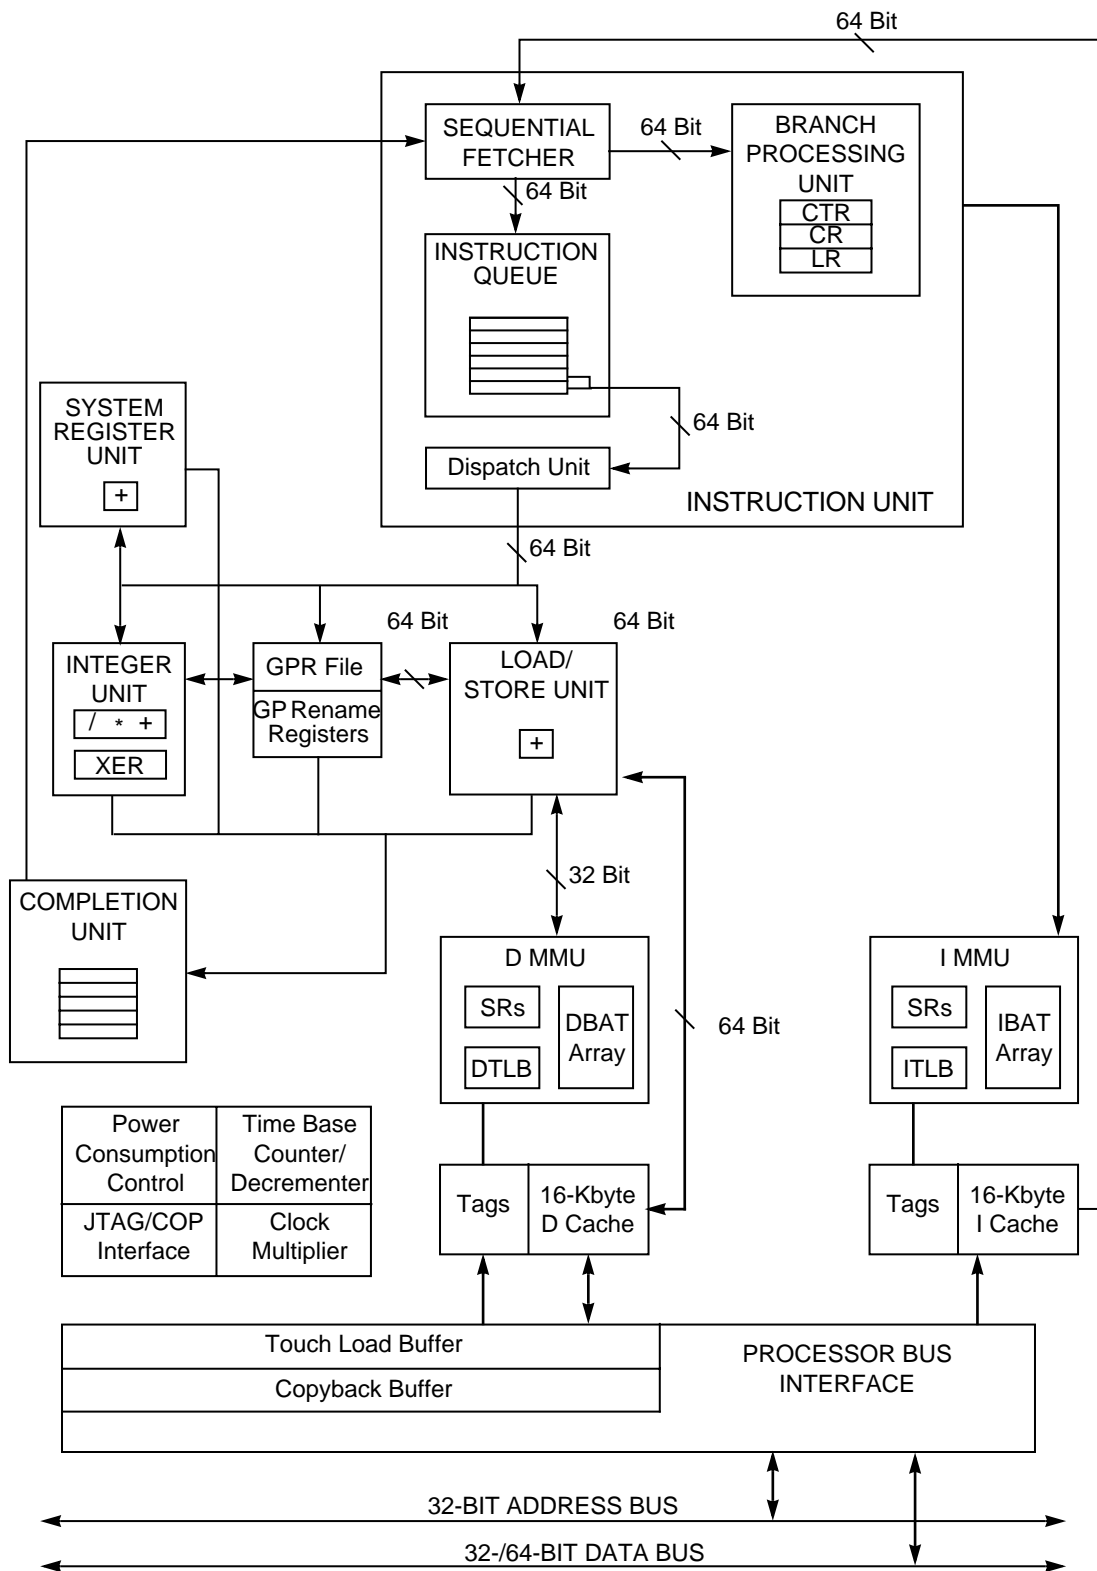 64 Bit
SEQUENTIAL
FETCHER
64 Bit
BRANCH
PROCESSING
UNIT
CTR
CR
LR
64 Bit
INSTRUCTION
QUEUE
64 Bit
Dispatch Unit
INSTRUCTION UNIT
SYSTEM
REGISTER
UNIT
+
64 Bit
64 Bit
64 Bit
INTEGER
UNIT
/ * +
XER
GPR File
GP Rename
Registers
LOAD/
STORE UNIT
+
32 Bit
COMPLETION
UNIT
D MMU
SRs
DTLB
DBAT
Array
64 Bit
I MMU
SRs
ITLB
IBAT
Array
Power
Consumption
Control
Time Base
Counter/
Decrementer
JTAG/COP
Interface
Clock
Multiplier
Tags
16-Kbyte
D Cache
Tags
16-Kbyte
I Cache
Touch Load Buffer
Copyback Buffer
PROCESSOR BUS
INTERFACE
32-BIT ADDRESS BUS
32-/64-BIT DATA BUS